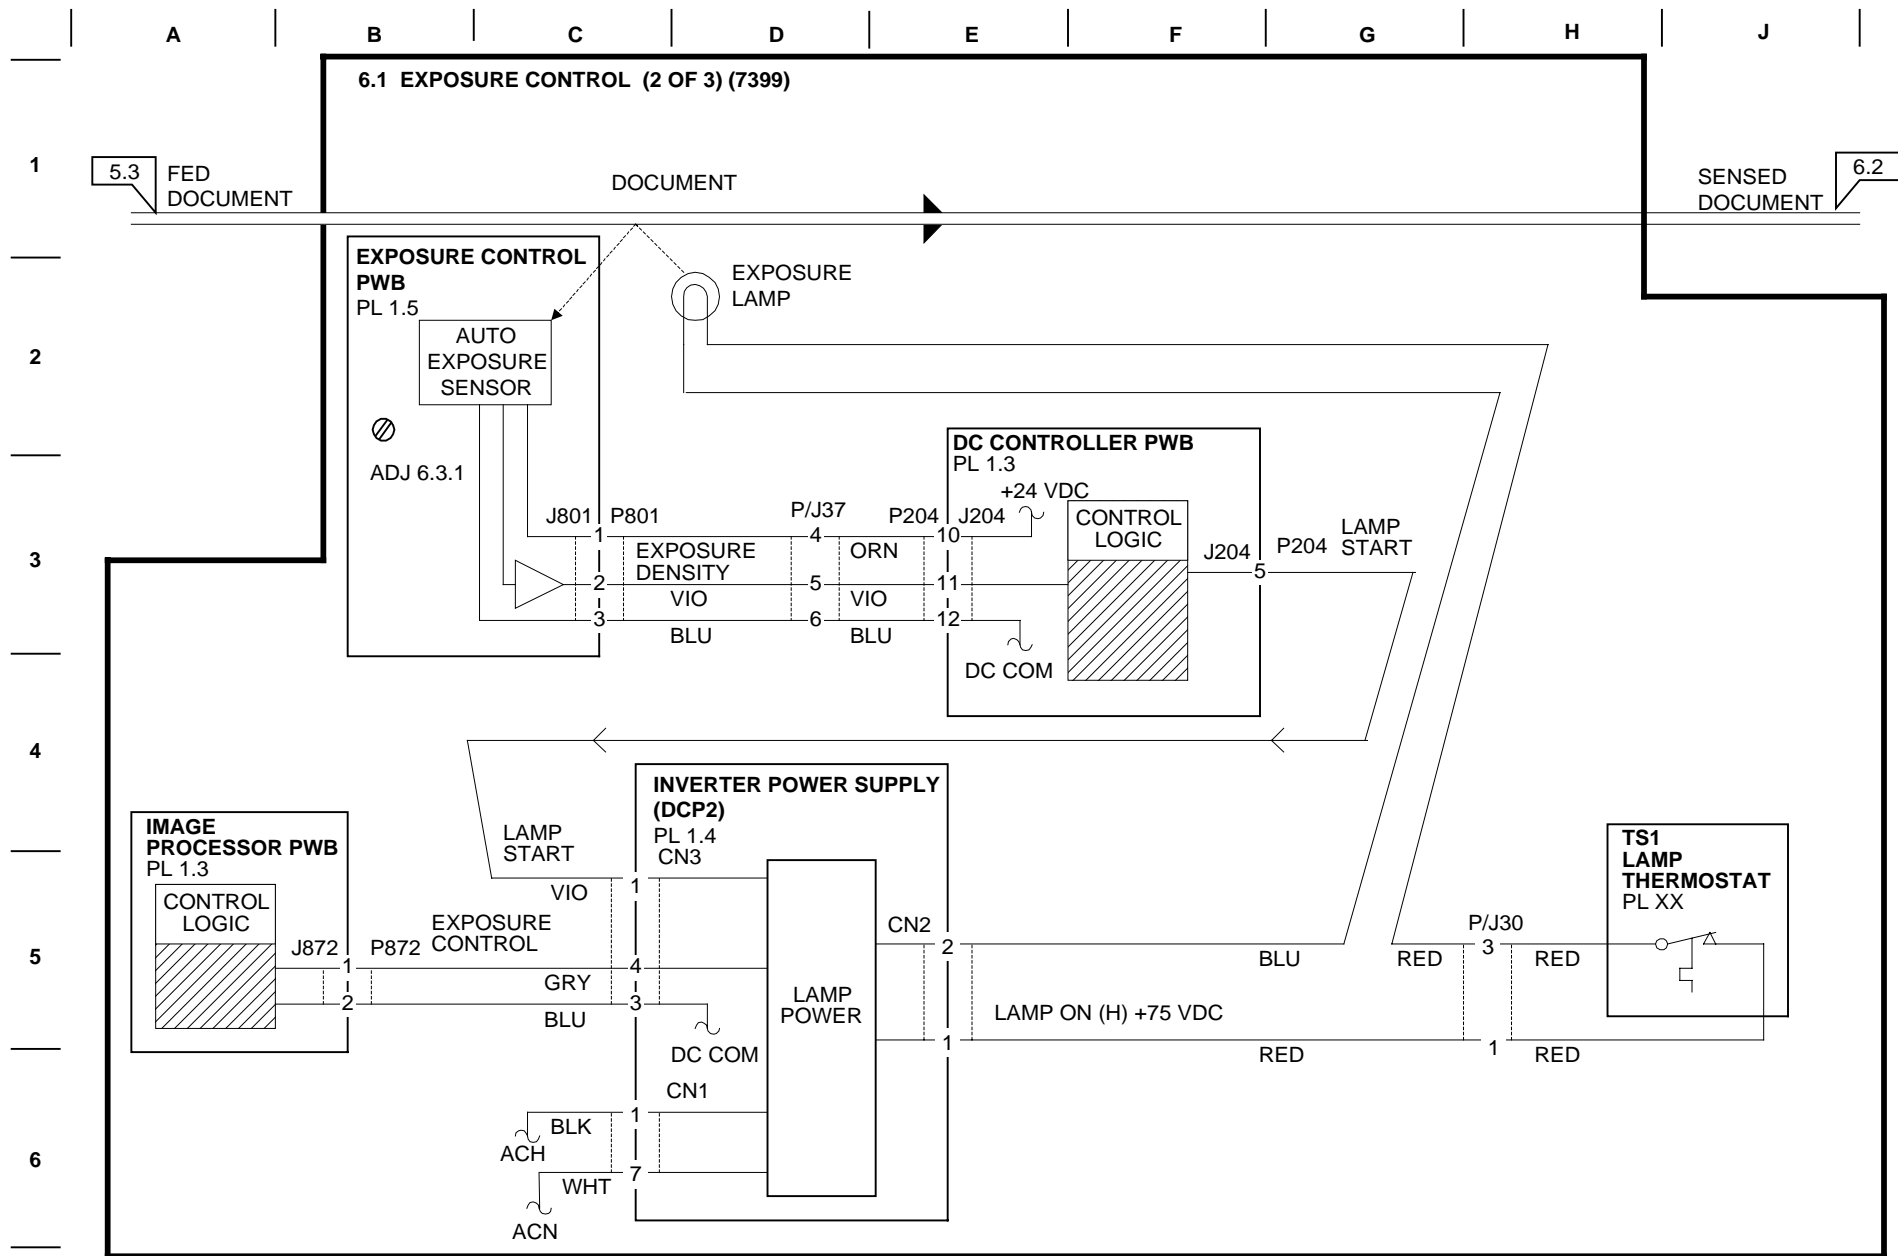 A B C D E F G H J
6.1 EXPOSURE CONTROL (2 OF 3) (7399)
1
5.3
FED
DOCUMENT
DOCUMENT
SENSED
DOCUMENT
6.2
EXPOSURE CONTROL
PWB
PL 1.5
EXPOSURE
LAMP
2
AUTO
EXPOSURE
SENSOR
ADJ 6.3.1
DC CONTROLLER PWB
PL 1.3
+24 VDC
3
J801 P801 P/J37 P204 J204
CONTROL
LOGIC
J204 P204
LAMP
START
1 4 10
EXPOSURE
DENSITY
ORN
5
2 5 11
VIO VIO
3 6 12
BLU BLU
DC COM
4
INVERTER POWER SUPPLY
(DCP2)
PL 1.4
CN3
IMAGE
PROCESSOR PWB
PL 1.3
LAMP
START
VIO
1
TS1
LAMP
THERMOSTAT
PL XX
5
CONTROL
LOGIC
J872 P872
EXPOSURE
CONTROL
CN2
P/J30
1 4
GRY
2 3
BLU
DC COM
LAMP
POWER
2
BLU RED
3
RED
LAMP ON (H) +75 VDC
1
RED
1
RED
6
CN1
1
BLK
ACH
7
WHT
ACN